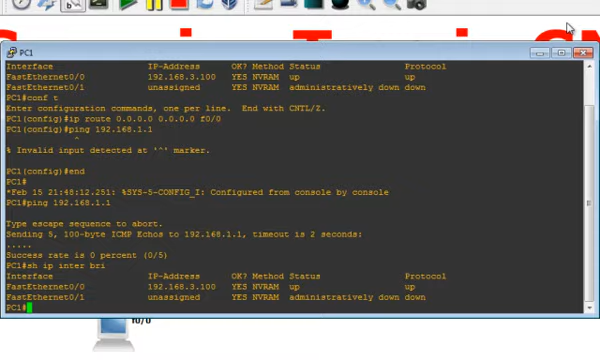 PC1
Interface IP-Address OK? Method Status Protocol
FastEthernet0/0 192.168.3.100 YES NVRAM up up
FastEthernet0/1 unassigned YES NVRAM administratively down down
PC1#conf t
Enter configuration commands, one per line. End with CNTL/Z.
PC1(config)#ip route 0.0.0.0 0.0.0.0 f0/0
PC1(config)#ping 192.168.1.1
^
% Invalid input detected at '^' marker.
PC1(config)#end
PC1#
*Feb 15 21:48:12.251: %SYS-5-CONFIG_I: Configured from console by console
PC1#ping 192.168.1.1
Type escape sequence to abort.
Sending 5, 100-byte ICMP Echos to 192.168.1.1, timeout is 2 seconds:
.....
Success rate is 0 percent (0/5)
PC1#sh ip inter bri
Interface IP-Address OK? Method Status Protocol
FastEthernet0/0 192.168.3.100 YES NVRAM up up
FastEthernet0/1 unassigned YES NVRAM administratively down down
PC1#
f0/0